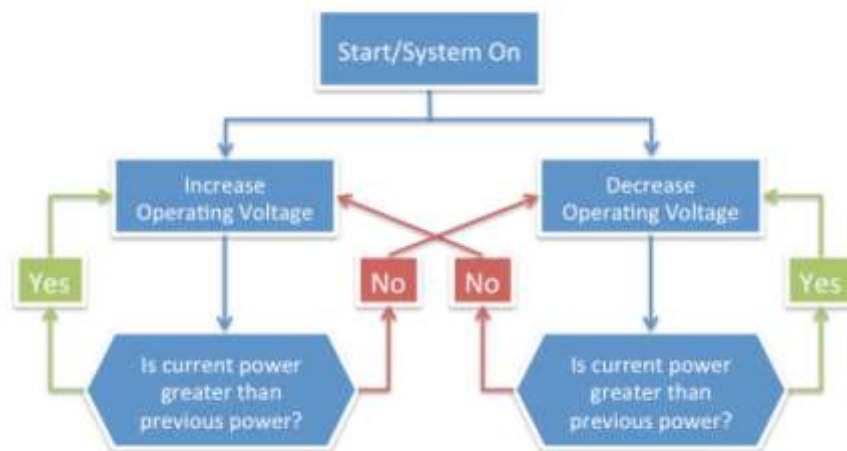 Start/System On
Increase
Operating Voltage
Decrease
Operating Voltage
Yes
No
No
Yes
Is current power
greater than
previous power?
Is current power
greater than
previous power?